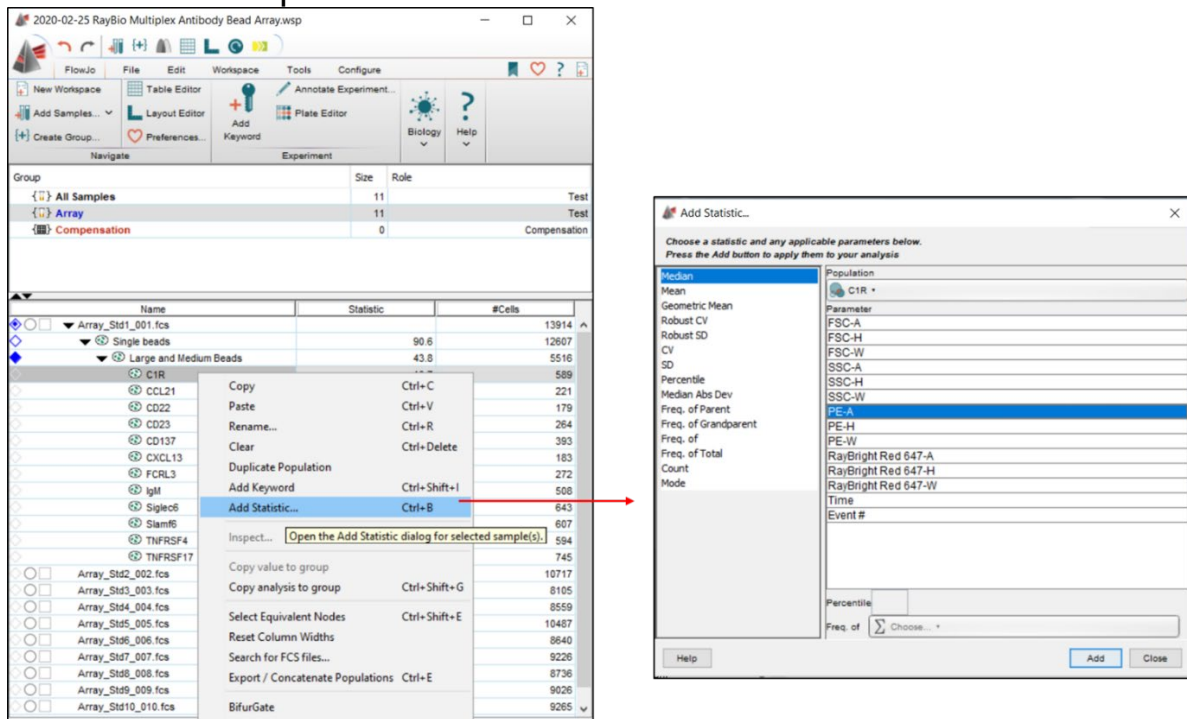 2020-02-25 RayBio Multiplex Antibody Bead Array.wsp
FlowJo File Edit Workspace Tools Configure
New Workspace
Add Samples...
Create Group...
Table Editor
Layout Editor
Preferences...
Navigate
Add
Keyword
Annotate Experiment...
Plate Editor
Experiment
Biology
Help
Group Size Role
All Samples 11 Test
Array 11 Test
Compensation 0 Compensation
Name Statistic #Cells
Array_Std1_001.fcs 13914
Single beads 90.6 12607
Large and Medium Beads 43.8 5516
C1R 589
CCL21 221
CD22 179
CD23 264
CD137 393
CXCL13 183
FCRL3 272
IgM 508
Siglec6 643
Slamf6 607
TNFRSF4 594
TNFRSF17 745
Array_Std2_002.fcs 10717
Array_Std3_003.fcs 8105
Array_Std4_004.fcs 8559
Array_Std5_005.fcs 10487
Array_Std6_006.fcs 8640
Array_Std7_007.fcs 9226
Array_Std8_008.fcs 8736
Array_Std9_009.fcs 9026
Array_Std10_010.fcs 9265
Copy Ctrl+C
Paste Ctrl+V
Rename... Ctrl+R
Clear Ctrl+Delete
Duplicate Population
Add Keyword Ctrl+Shift+I
Add Statistic... Ctrl+B
Inspect...
Open the Add Statistic dialog for selected sample(s).
Copy value to group
Copy analysis to group Ctrl+Shift+G
Select Equivalent Nodes Ctrl+Shift+E
Reset Column Widths
Search for FCS files...
Export / Concatenate Populations Ctrl+E
BifurGate
Add Statistic...
Choose a statistic and any applicable parameters below.
Press the Add button to apply them to your analysis
Median
Mean
Geometric Mean
Robust CV
Robust SD
CV
SD
Percentile
Median Abs Dev
Freq. of Parent
Freq. of Grandparent
Freq. of
Freq. of Total
Count
Mode
Population
C1R
Parameter
FSC-A
FSC-H
FSC-W
SSC-A
SSC-H
SSC-W
PE-A
PE-H
PE-W
RayBright Red 647-A
RayBright Red 647-H
RayBright Red 647-W
Time
Event #
Percentile
Freq. of Σ Choose...
Help Add Close